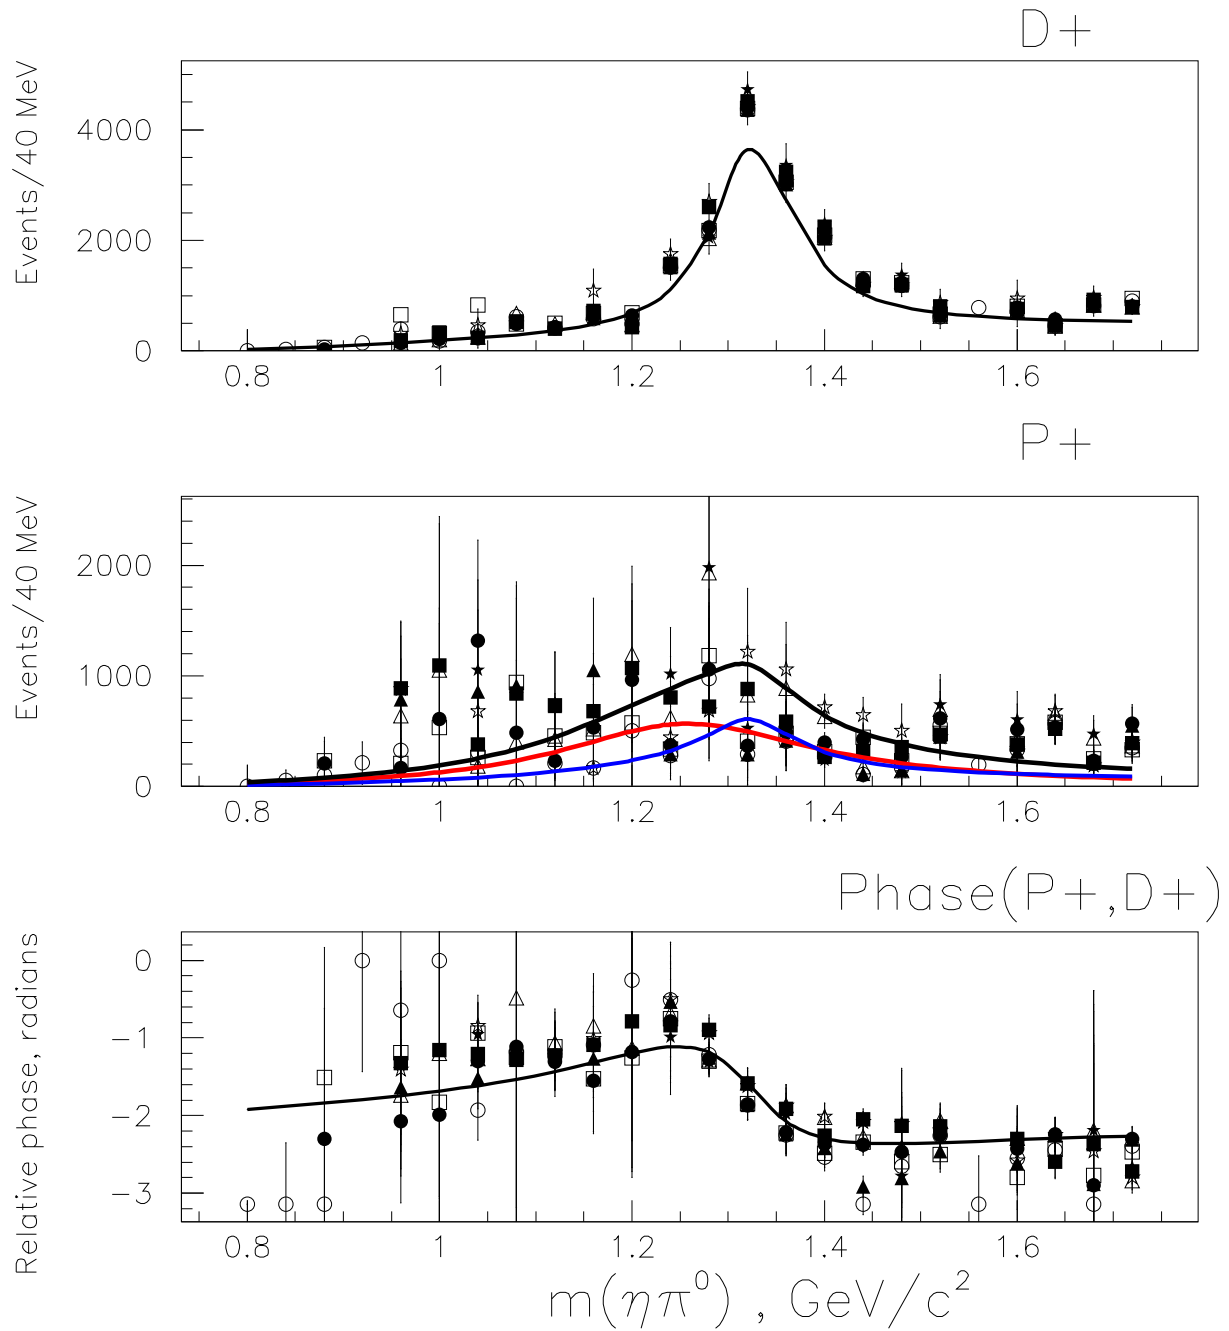 D+
Events/40 MeV
4000
2000
0
0.8 1 1.2 1.4 1.6
P+
Events/40 MeV
2000
1000
0
0.8 1 1.2 1.4 1.6
Phase(P+,D+)
Relative phase, radians
0
−1
−2
−3
0.8 1 1.2 1.4 1.6
m(ηπ⁰) , GeV/c²